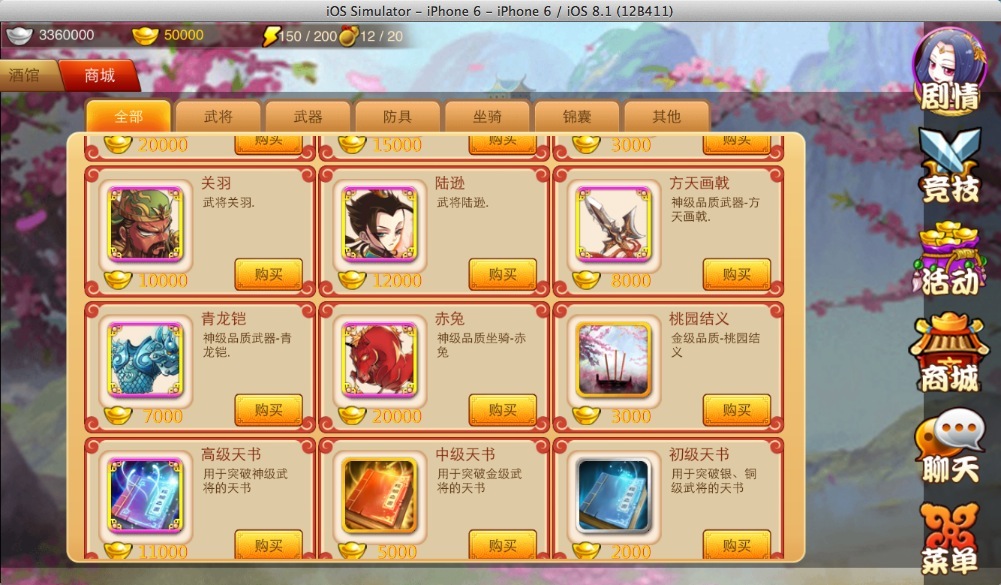 iOS Simulator - iPhone 6 - iPhone 6 / iOS 8.1 (12B411)
3360000
50000
150 / 200
12 / 20
酒馆
商城
剧情
全部
武将
武器
防具
坐骑
锦囊
其他
20000
购买
15000
购买
3000
购买
竞技
关羽
武将关羽.
10000
购买
陆逊
武将陆逊.
12000
购买
方天画戟
神级品质武器-方
天画戟.
8000
购买
活动
青龙铠
神级品质武器-青
龙铠.
7000
购买
赤兔
神级品质坐骑-赤
兔
20000
购买
桃园结义
金级品质-桃园结
义
3000
购买
商城
高级天书
用于突破神级武
将的天书
11000
购买
中级天书
用于突破金级武
将的天书
5000
购买
初级天书
用于突破银、铜
级武将的天书
2000
购买
聊天
菜单